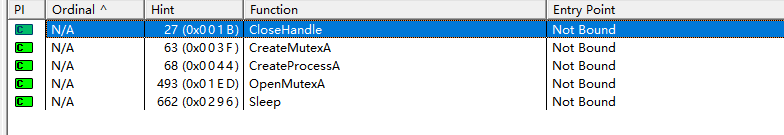 PI Ordinal ^ Hint Function Entry Point
C N/A 27 (0x001B) CloseHandle Not Bound
C N/A 63 (0x003F) CreateMutexA Not Bound
C N/A 68 (0x0044) CreateProcessA Not Bound
C N/A 493 (0x01ED) OpenMutexA Not Bound
C N/A 662 (0x0296) Sleep Not Bound